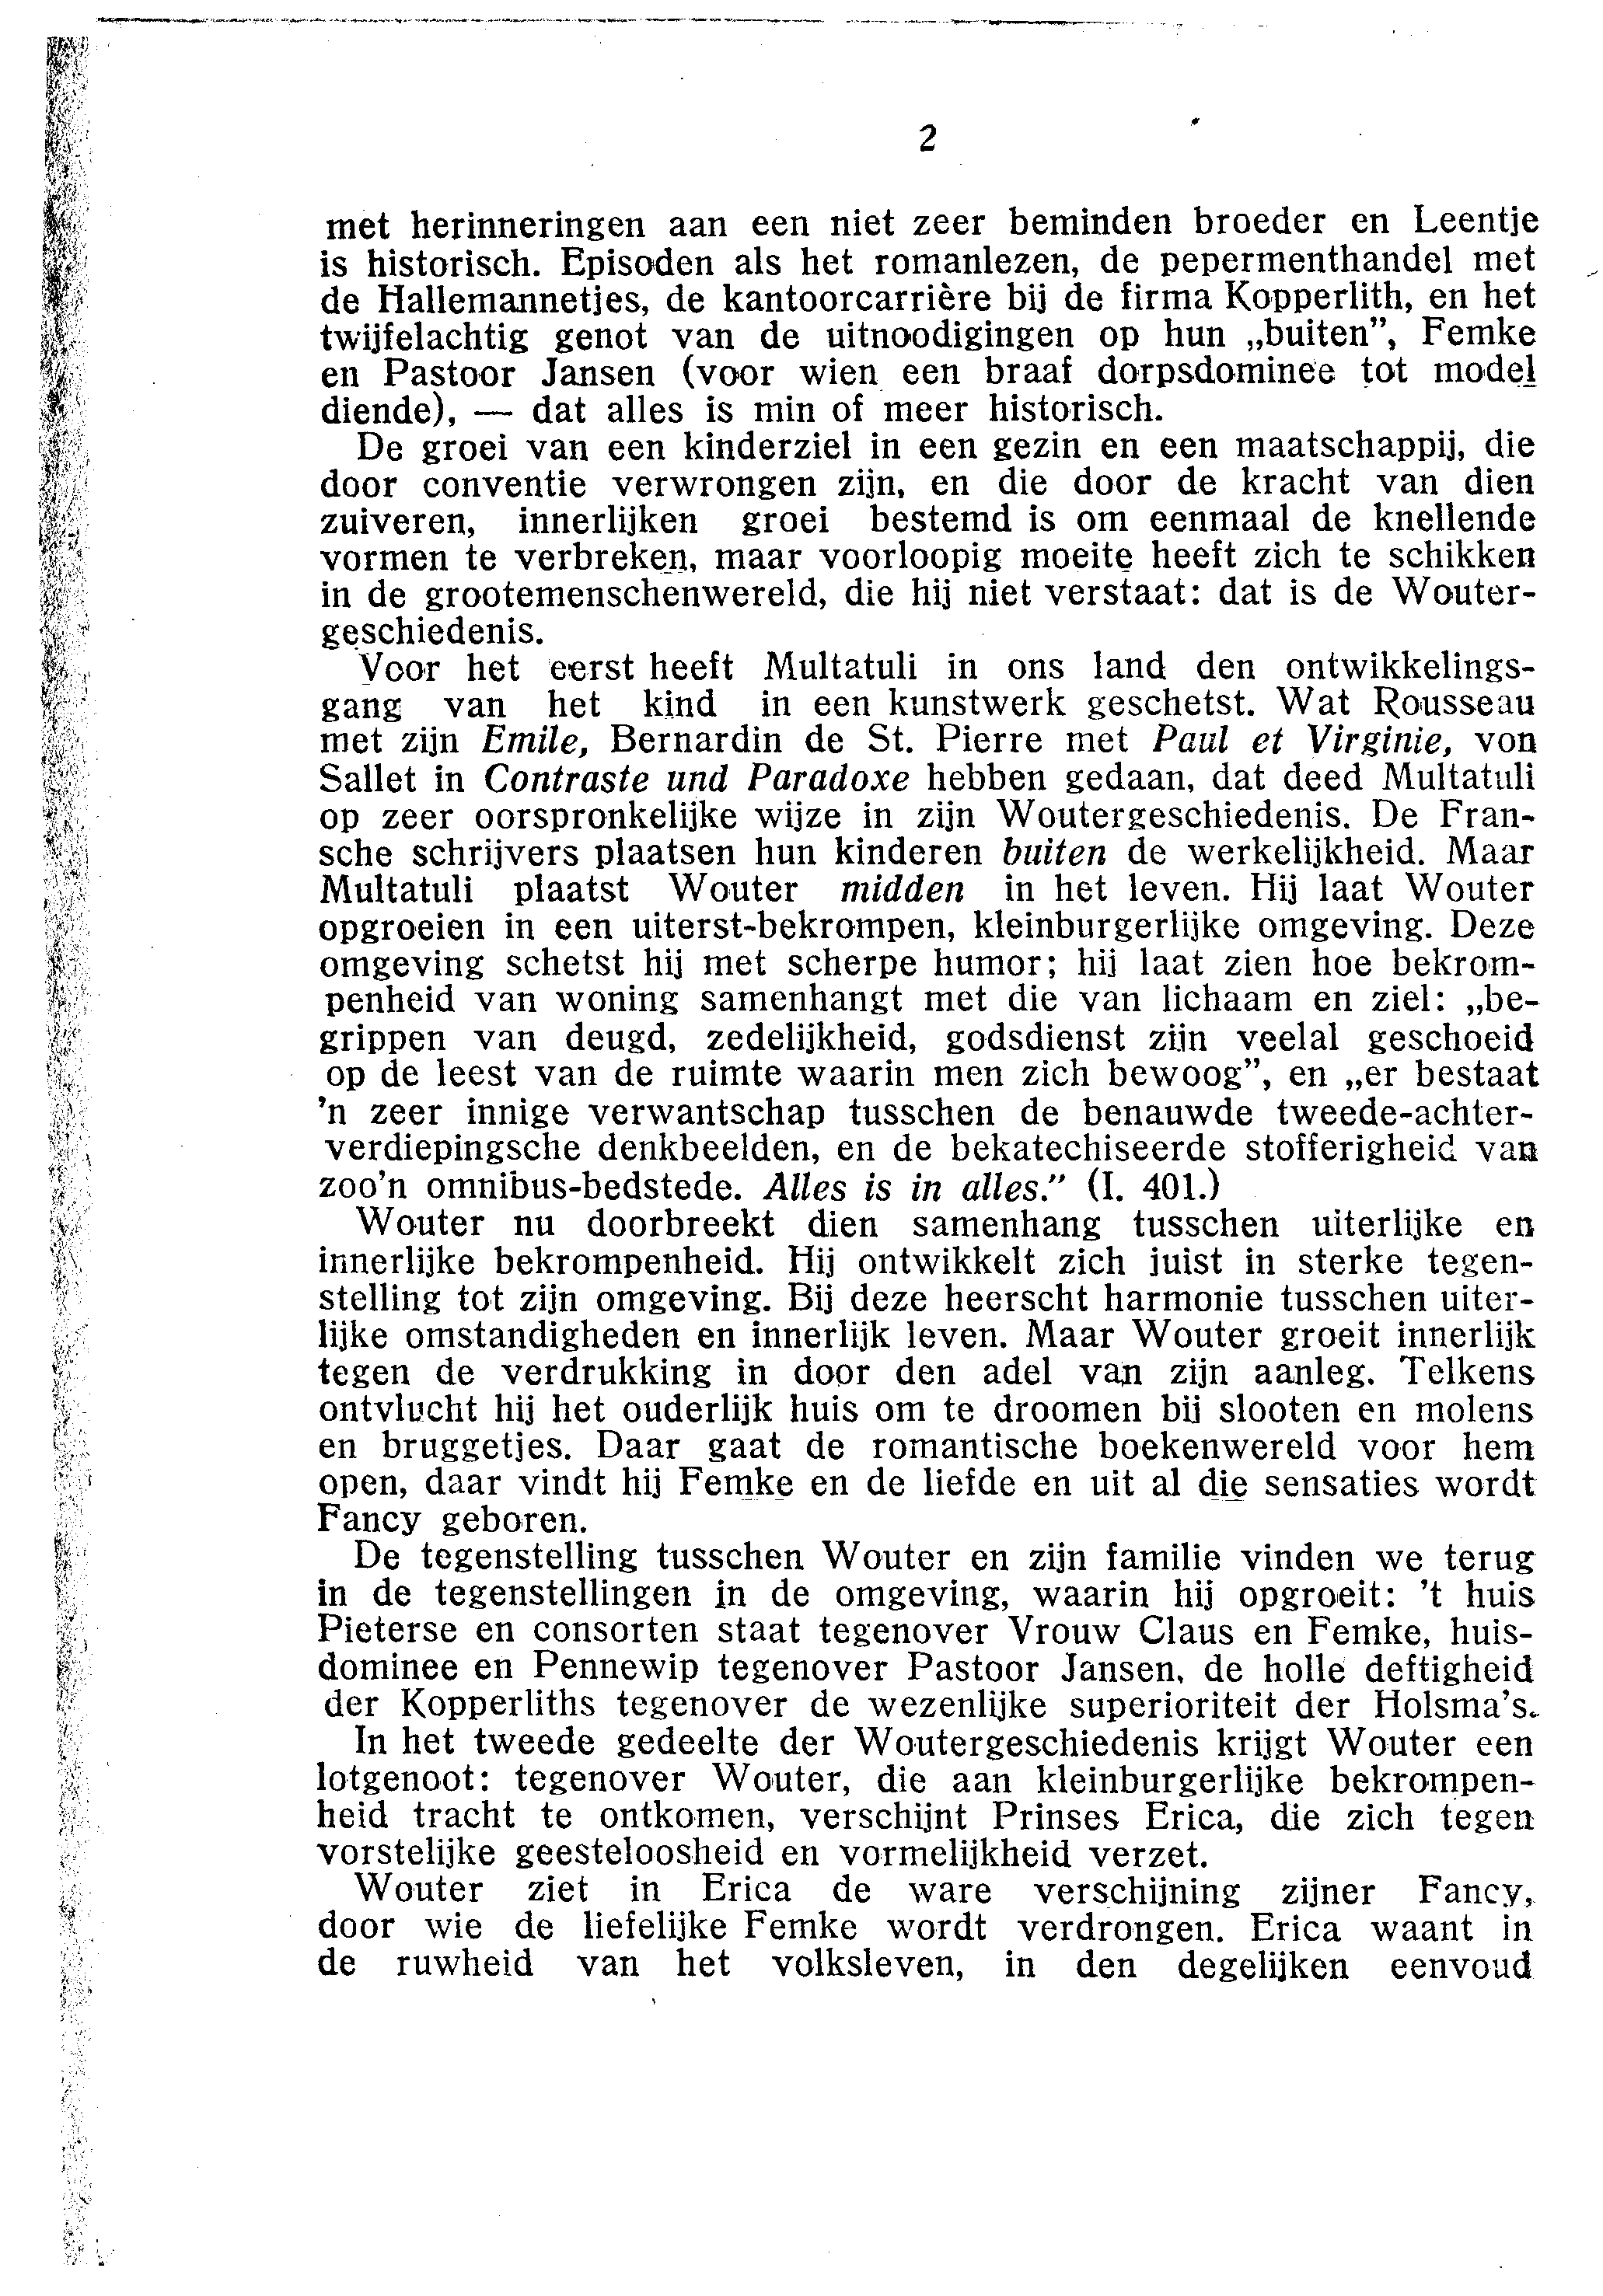 2
met herinneringen aan een niet zeer beminden broeder en Leentje
is historisch. Episoden als het romanlezen, de pepermenthandel met
de Hallemannetjes, de kantoorcarrière bij de firma Kopperlith, en het
twijfelachtig genot van de uitnoodigingen op hun „buiten”, Femke
en Pastoor Jansen (voor wien een braaf dorpsdominee tot model
diende), — dat alles is min of meer historisch.
De groei van een kinderziel in een gezin en een maatschappij, die
door conventie verwrongen zijn, en die door de kracht van dien
zuiveren, innerlijken groei bestemd is om eenmaal de knellende
vormen te verbreken, maar voorloopig moeite heeft zich te schikken
in de grootemenschenwereld, die hij niet verstaat: dat is de Wouter-
geschiedenis.
Voor het eerst heeft Multatuli in ons land den ontwikkelings-
gang van het kind in een kunstwerk geschetst. Wat Rousseau
met zijn Emile, Bernardin de St. Pierre met Paul et Virginie, von
Sallet in Contraste und Paradoxe hebben gedaan, dat deed Multatuli
op zeer oorspronkelijke wijze in zijn Woutergeschiedenis. De Fran-
sche schrijvers plaatsen hun kinderen buiten de werkelijkheid. Maar
Multatuli plaatst Wouter midden in het leven. Hij laat Wouter
opgroeien in een uiterst-bekrompen, kleinburgerlijke omgeving. Deze
omgeving schetst hij met scherpe humor; hij laat zien hoe bekrom-
penheid van woning samenhangt met die van lichaam en ziel: „be-
grippen van deugd, zedelijkheid, godsdienst zijn veelal geschoeid
op de leest van de ruimte waarin men zich bewoog”, en „er bestaat
’n zeer innige verwantschap tusschen de benauwde tweede-achter-
verdiepingsche denkbeelden, en de bekatechiseerde stofferigheid van
zoo’n omnibus-bedstede. Alles is in alles.” (I. 401.)
Wouter nu doorbreekt dien samenhang tusschen uiterlijke en
innerlijke bekrompenheid. Hij ontwikkelt zich juist in sterke tegen-
stelling tot zijn omgeving. Bij deze heerscht harmonie tusschen uiter-
lijke omstandigheden en innerlijk leven. Maar Wouter groeit innerlijk
tegen de verdrukking in door den adel van zijn aanleg. Telkens
ontvlucht hij het ouderlijk huis om te droomen bij slooten en molens
en bruggetjes. Daar gaat de romantische boekenwereld voor hem
open, daar vindt hij Femke en de liefde en uit al die sensaties wordt
Fancy geboren.
De tegenstelling tusschen Wouter en zijn familie vinden we terug
in de tegenstellingen in de omgeving, waarin hij opgroeit: ’t huis
Pieterse en consorten staat tegenover Vrouw Claus en Femke, huis-
dominee en Pennewip tegenover Pastoor Jansen, de holle deftigheid
der Kopperliths tegenover de wezenlijke superioriteit der Holsma’s.
In het tweede gedeelte der Woutergeschiedenis krijgt Wouter een
lotgenoot: tegenover Wouter, die aan kleinburgerlijke bekrompen-
heid tracht te ontkomen, verschijnt Prinses Erica, die zich tegen
vorstelijke geesteloosheid en vormelijkheid verzet.
Wouter ziet in Erica de ware verschijning zijner Fancy,
door wie de liefelijke Femke wordt verdrongen. Erica waant in
de ruwheid van het volksleven, in den degelijken eenvoud